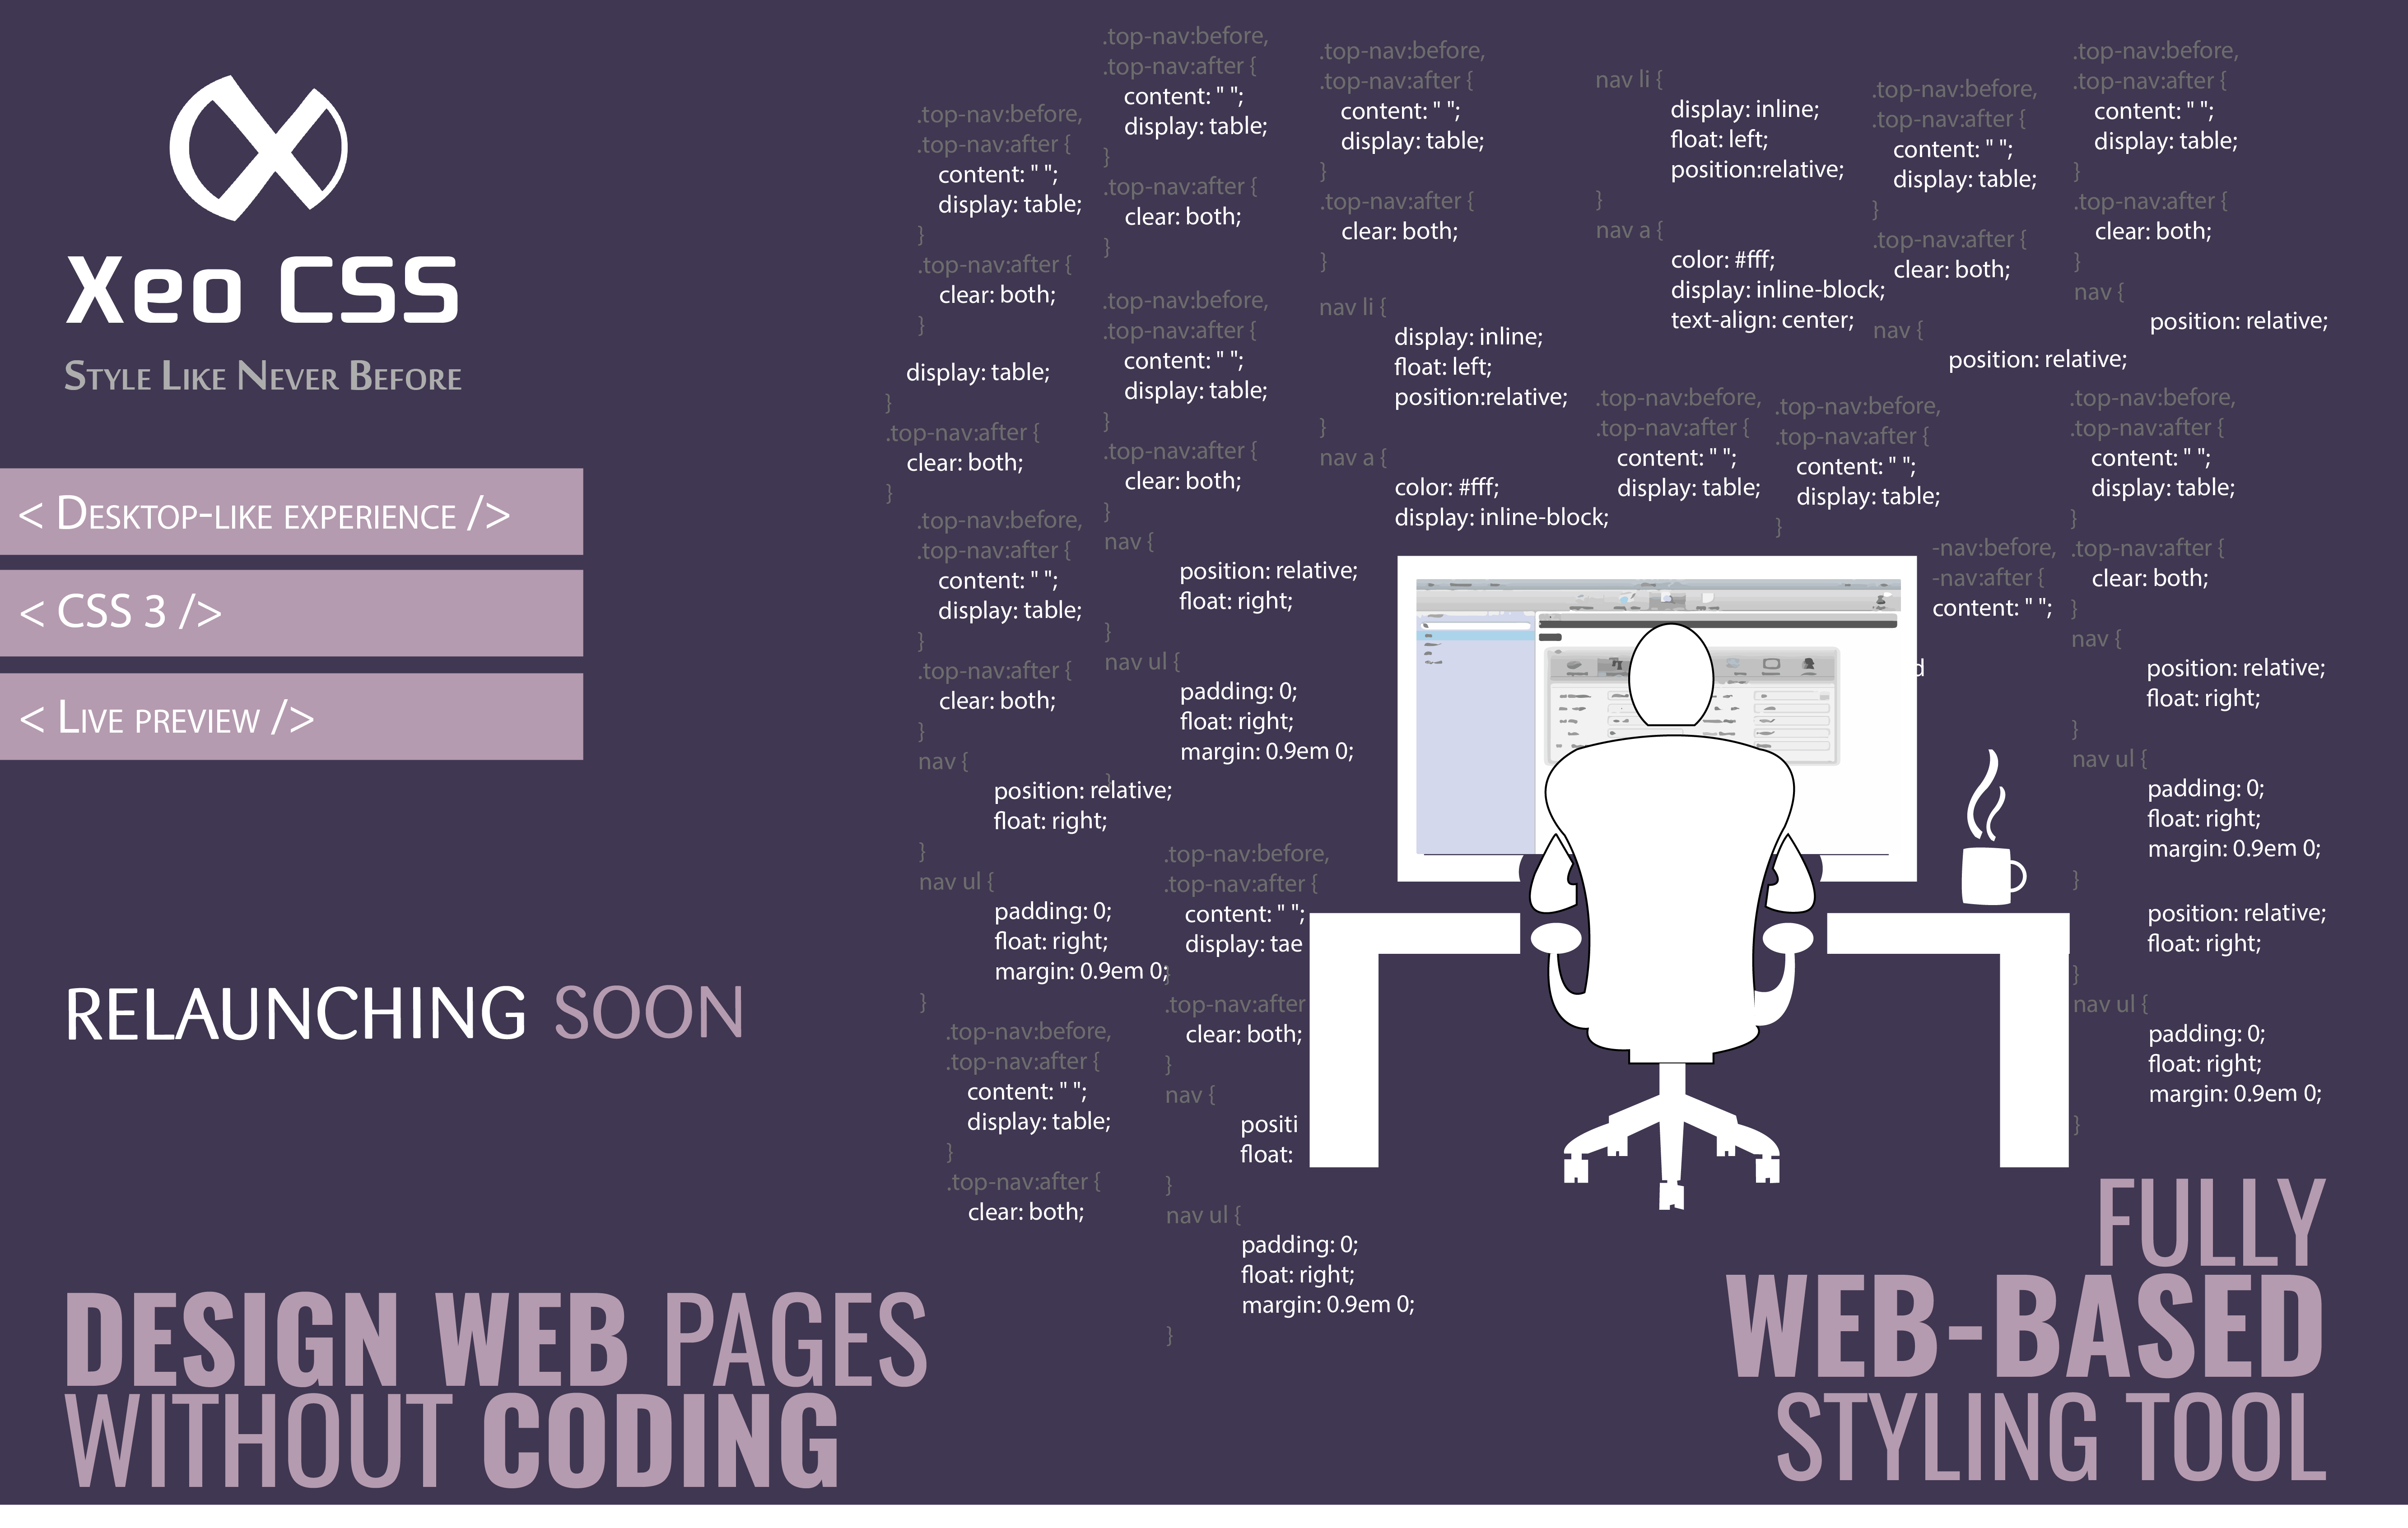 Xeo CSS
Style Like Never Before
< Desktop-like experience />
< CSS 3 />
< Live preview />
RELAUNCHING SOON
DESIGN WEB PAGES
WITHOUT CODING
.top-nav:before,
.top-nav:after {
content: " ";
display: table;
}
.top-nav:after {
clear: both;
}
display: table;
}
.top-nav:after {
clear: both;
}
.top-nav:before,
.top-nav:after {
content: " ";
display: table;
}
.top-nav:after {
clear: both;
}
nav {
position: relative;
float: right;
}
nav ul {
padding: 0;
float: right;
margin: 0.9em 0;
}
.top-nav:before,
.top-nav:after {
content: " ";
display: table;
}
.top-nav:after {
clear: both;
.top-nav:before,
.top-nav:after {
content: " ";
display: table;
}
.top-nav:after {
clear: both;
}
.top-nav:before,
.top-nav:after {
content: " ";
display: table;
}
.top-nav:after {
clear: both;
}
nav {
position: relative;
float: right;
}
nav ul {
padding: 0;
float: right;
margin: 0.9em 0;
}
.top-nav:before,
.top-nav:after {
content: " ";
display: tae
}
.top-nav:after
clear: both;
}
nav {
positi
float:
}
nav ul {
padding: 0;
float: right;
margin: 0.9em 0;
}
.top-nav:before,
.top-nav:after {
content: " ";
display: table;
}
.top-nav:after {
clear: both;
}
nav li {
display: inline;
float: left;
position:relative;
}
nav a {
color: #fff;
display: inline-block;
nav li {
display: inline;
float: left;
position:relative;
}
nav a {
color: #fff;
display: inline-block;
text-align: center;
.top-nav:before,
.top-nav:after {
content: " ";
display: table;
.top-nav:before,
.top-nav:after {
content: " ";
display: table;
}
.top-nav:after {
clear: both;
nav {
position: relative;
.top-nav:before,
.top-nav:after {
content: " ";
display: table;
}
-nav:before,
-nav:after {
content: " ";
d
.top-nav:before,
.top-nav:after {
content: " ";
display: table;
}
.top-nav:after {
clear: both;
}
nav {
position: relative;
.top-nav:before,
.top-nav:after {
content: " ";
display: table;
}
.top-nav:after {
clear: both;
}
nav {
position: relative;
float: right;
}
nav ul {
padding: 0;
float: right;
margin: 0.9em 0;
}
position: relative;
float: right;
}
nav ul {
padding: 0;
float: right;
margin: 0.9em 0;
}
FULLY
WEB-BASED
STYLING TOOL